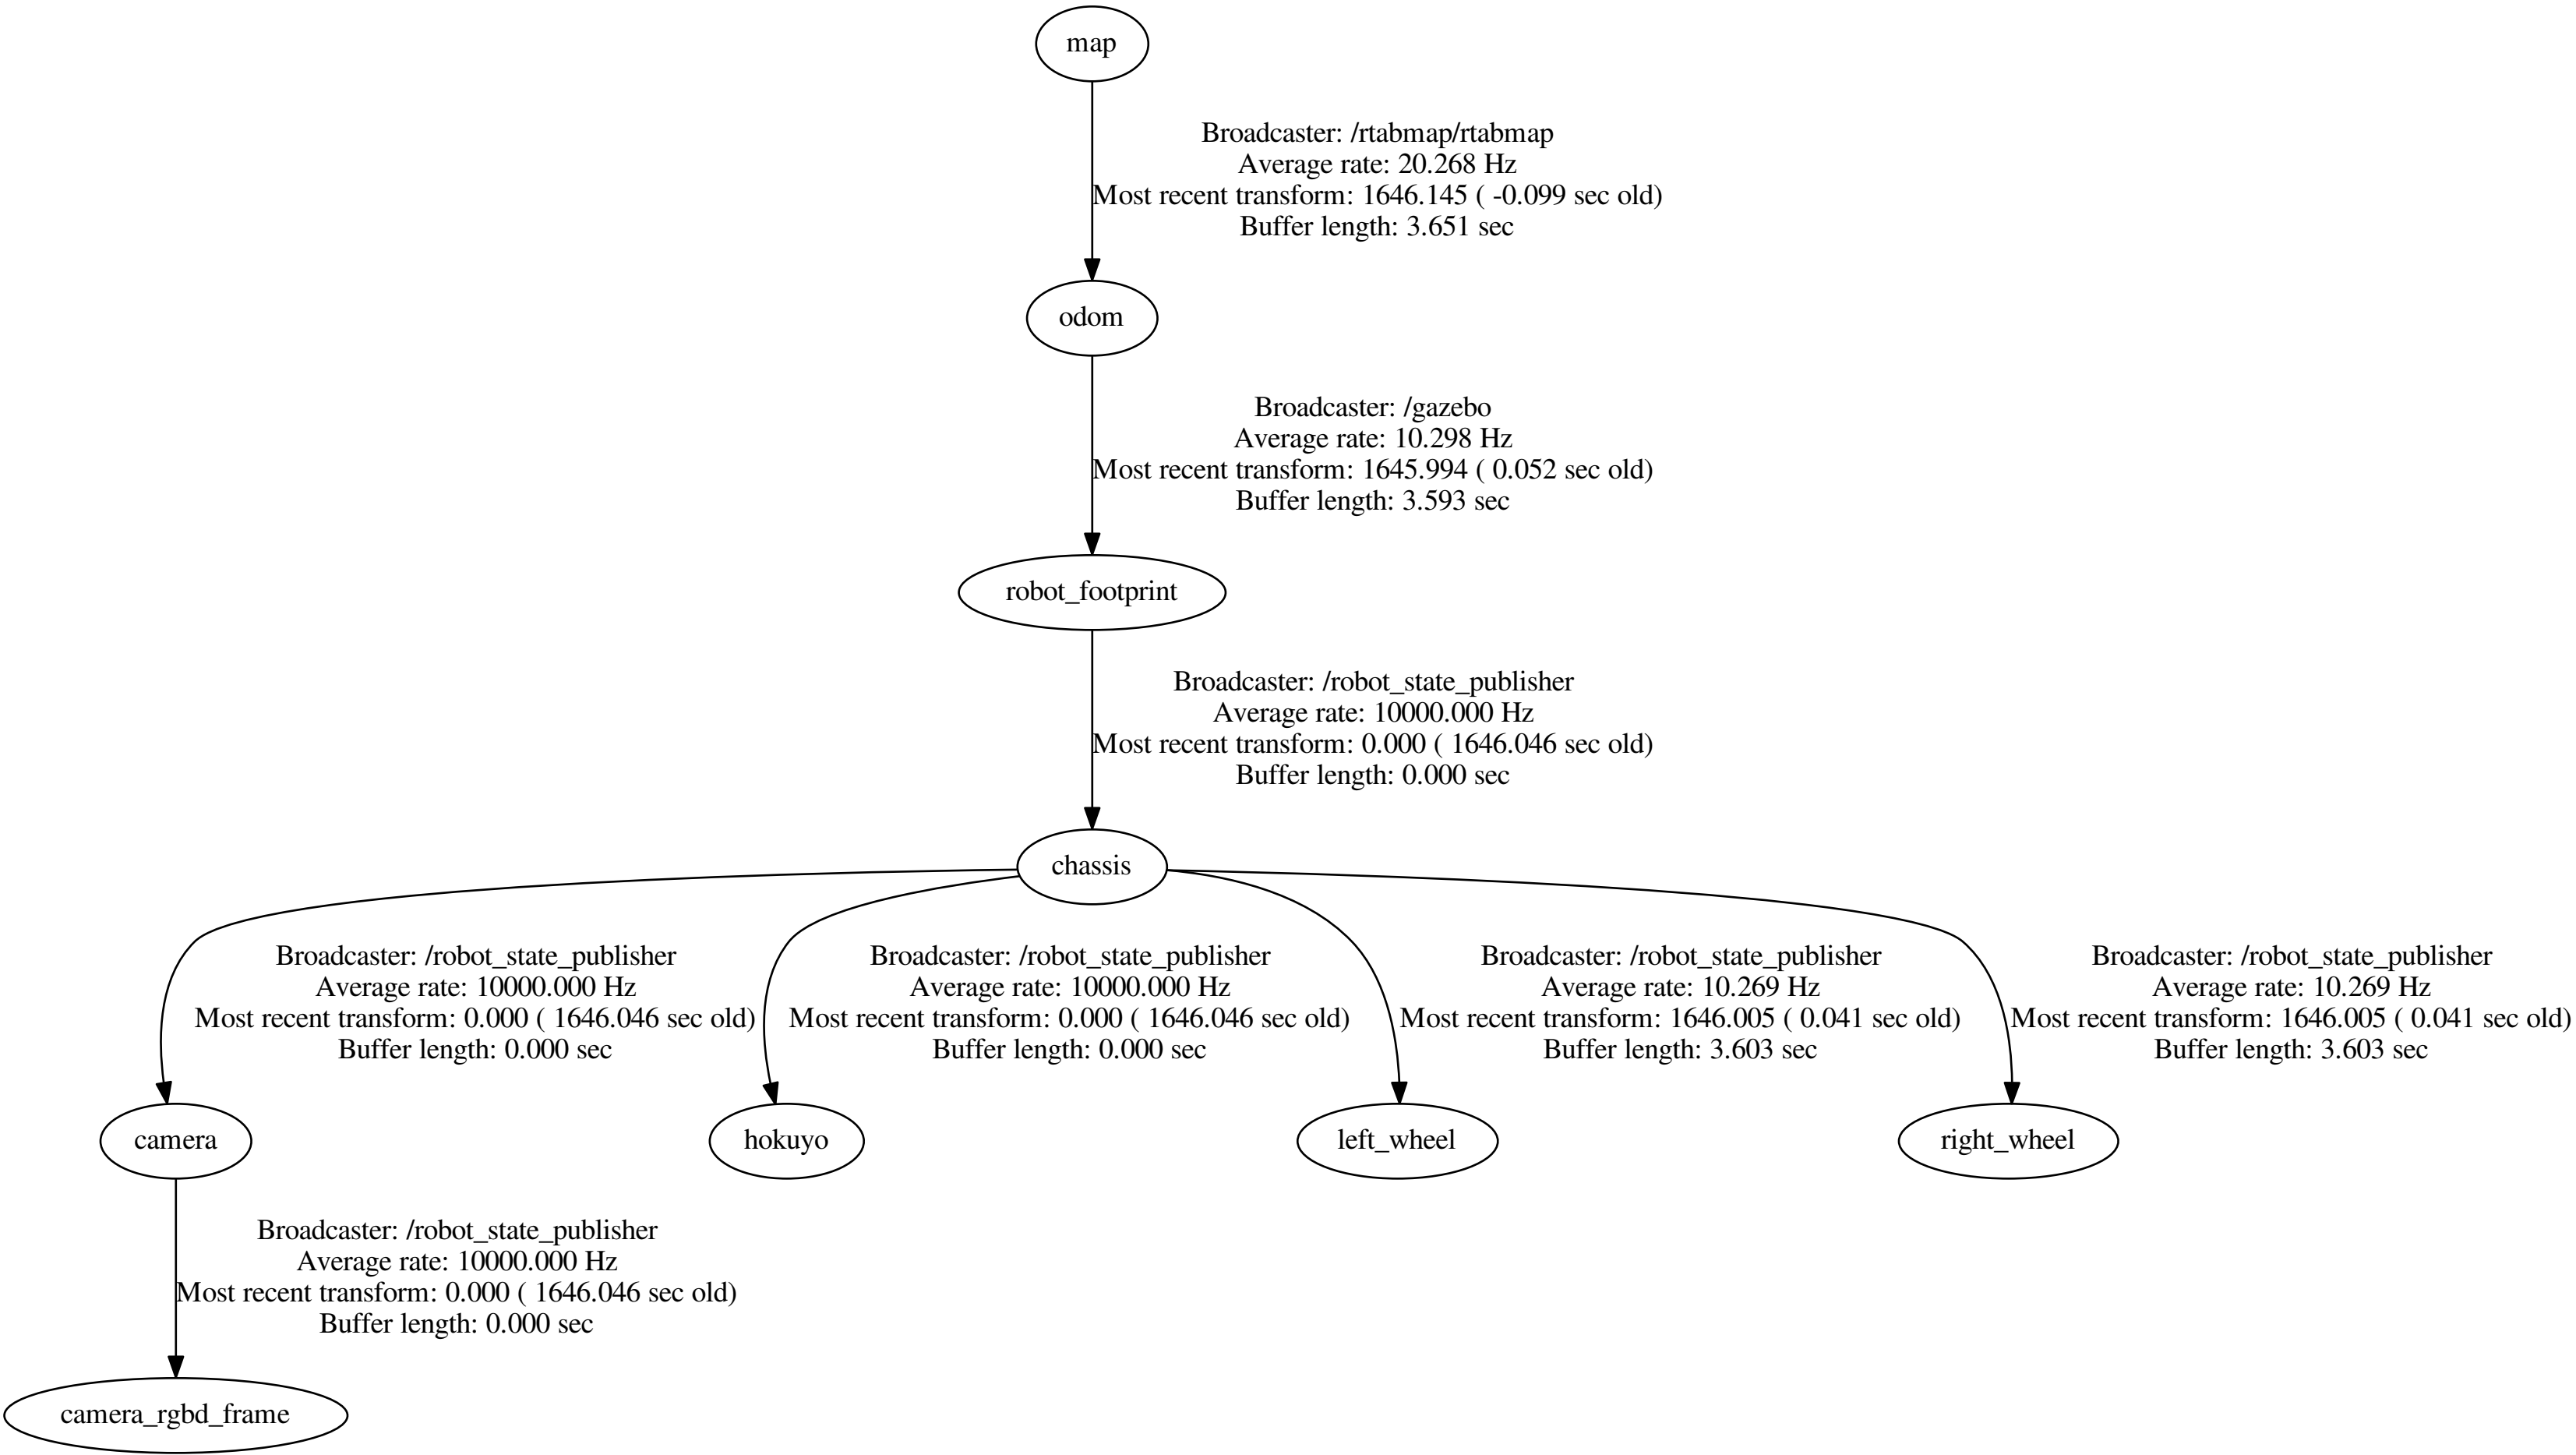 map
Broadcaster: /rtabmap/rtabmap
Average rate: 20.268 Hz
Most recent transform: 1646.145 ( -0.099 sec old)
Buffer length: 3.651 sec
odom
Broadcaster: /gazebo
Average rate: 10.298 Hz
Most recent transform: 1645.994 ( 0.052 sec old)
Buffer length: 3.593 sec
robot_footprint
Broadcaster: /robot_state_publisher
Average rate: 10000.000 Hz
Most recent transform: 0.000 ( 1646.046 sec old)
Buffer length: 0.000 sec
chassis
Broadcaster: /robot_state_publisher
Average rate: 10000.000 Hz
Most recent transform: 0.000 ( 1646.046 sec old)
Buffer length: 0.000 sec
Broadcaster: /robot_state_publisher
Average rate: 10000.000 Hz
Most recent transform: 0.000 ( 1646.046 sec old)
Buffer length: 0.000 sec
Broadcaster: /robot_state_publisher
Average rate: 10.269 Hz
Most recent transform: 1646.005 ( 0.041 sec old)
Buffer length: 3.603 sec
Broadcaster: /robot_state_publisher
Average rate: 10.269 Hz
Most recent transform: 1646.005 ( 0.041 sec old)
Buffer length: 3.603 sec
camera
hokuyo
left_wheel
right_wheel
Broadcaster: /robot_state_publisher
Average rate: 10000.000 Hz
Most recent transform: 0.000 ( 1646.046 sec old)
Buffer length: 0.000 sec
camera_rgbd_frame